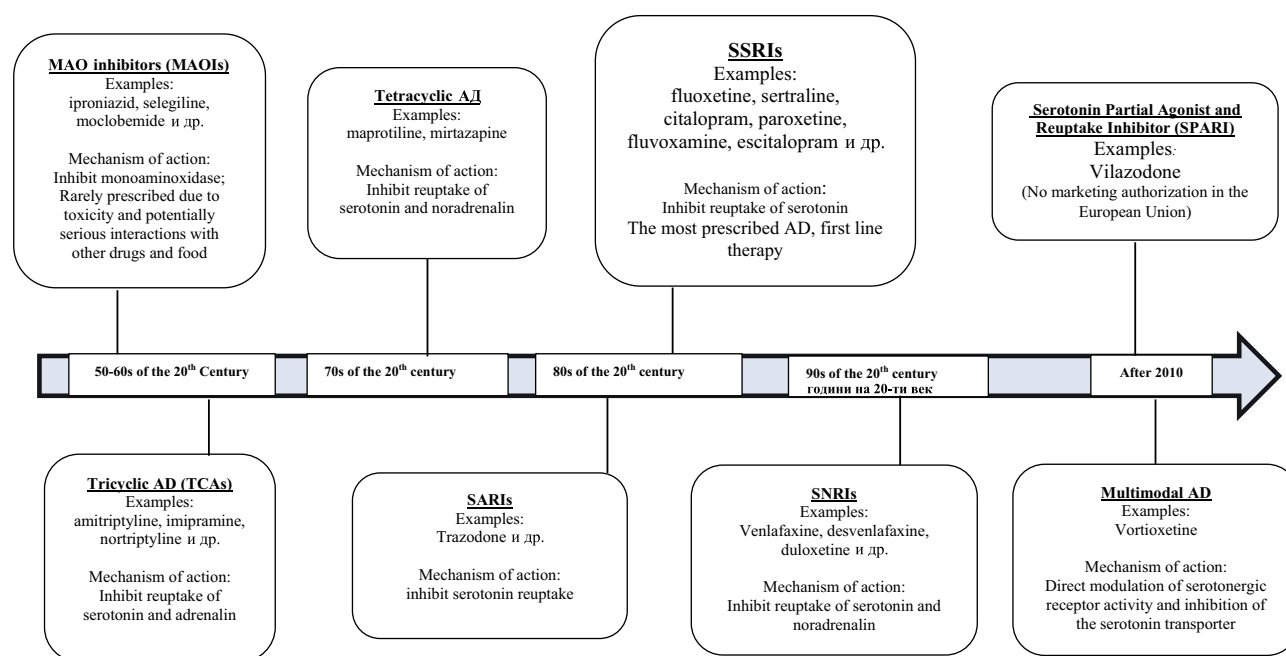 MAO inhibitors (MAOIs)
Examples:
iproniazid, selegiline,
moclobemide и др.
Mechanism of action:
Inhibit monoaminoxidase;
Rarely prescribed due to
toxicity and potentially
serious interactions with
other drugs and food
Tetracyclic АД
Examples:
maprotiline, mirtazapine
Mechanism of action:
Inhibit reuptake of
serotonin and noradrenalin
SSRIs
Examples:
fluoxetine, sertraline,
citalopram, paroxetine,
fluvoxamine, escitalopram и др.
Mechanism of action:
Inhibit reuptake of serotonin
The most prescribed AD, first line
therapy
Serotonin Partial Agonist and
Reuptake Inhibitor (SPARI)
Examples:
Vilazodone
(No marketing authorization in the
European Union)
50-60s of the 20th Century
70s of the 20th century
80s of the 20th century
90s of the 20th century
години на 20-ти век
After 2010
Tricyclic AD (TCAs)
Examples:
amitriptyline, imipramine,
nortriptyline и др.
Mechanism of action:
Inhibit reuptake of
serotonin and adrenalin
SARIs
Examples:
Trazodone и др.
Mechanism of action:
inhibit serotonin reuptake
SNRIs
Examples:
Venlafaxine, desvenlafaxine,
duloxetine и др.
Mechanism of action:
Inhibit reuptake of serotonin and
noradrenalin
Multimodal AD
Examples:
Vortioxetine
Mechanism of action:
Direct modulation of serotonergic
receptor activity and inhibition of
the serotonin transporter